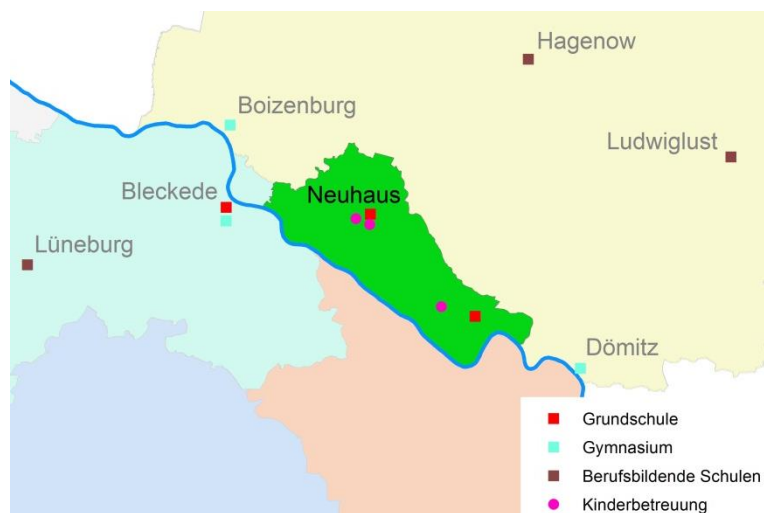 Hagenow
Boizenburg
Ludwiglust
Bleckede
Neuhaus
Lüneburg
Dömitz
Grundschule
Gymnasium
Berufsbildende Schulen
Kinderbetreuung